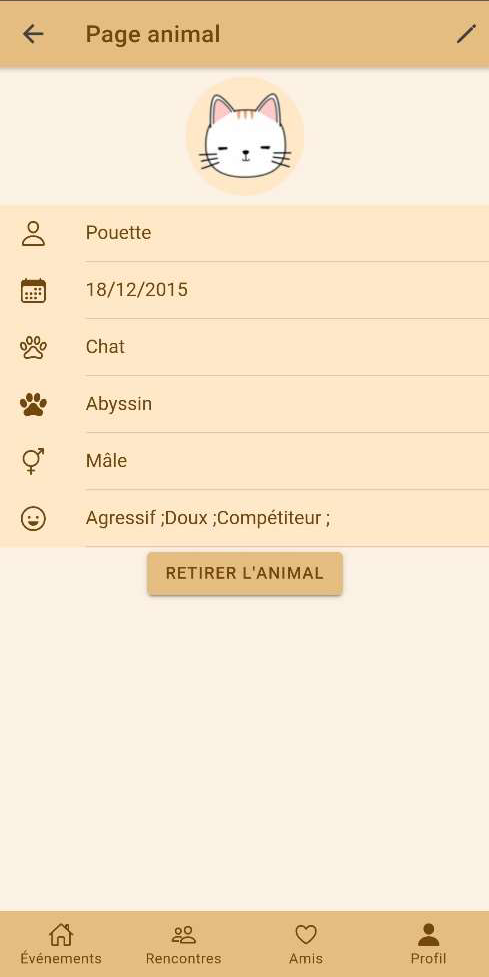 Page animal
Pouette
18/12/2015
Chat
Abyssin
Mâle
Agressif ;Doux ;Compétiteur ;
RETIRER L'ANIMAL
Événements
Rencontres
Amis
Profil